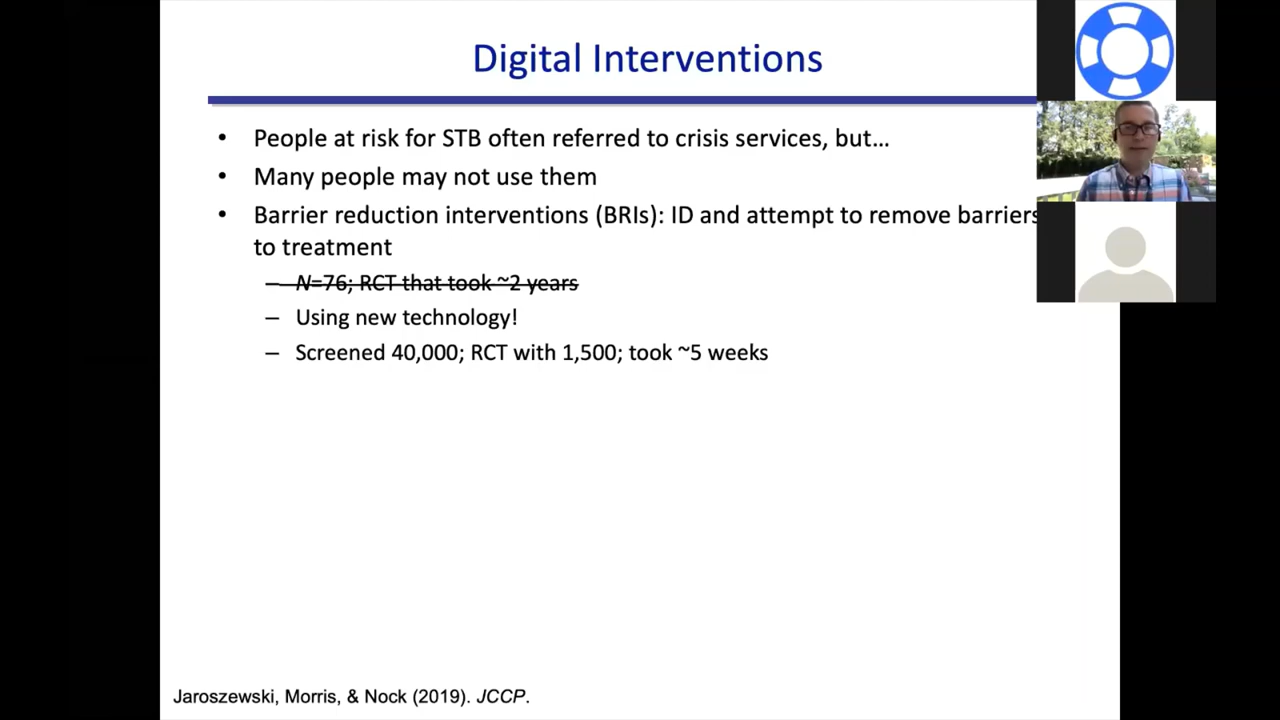 Digital Interventions
• People at risk for STB often referred to crisis services, but…
• Many people may not use them
• Barrier reduction interventions (BRIs): ID and attempt to remove barriers
to treatment
– N=76; RCT that took ~2 years
– Using new technology!
– Screened 40,000; RCT with 1,500; took ~5 weeks
Jaroszewski, Morris, & Nock (2019). JCCP.